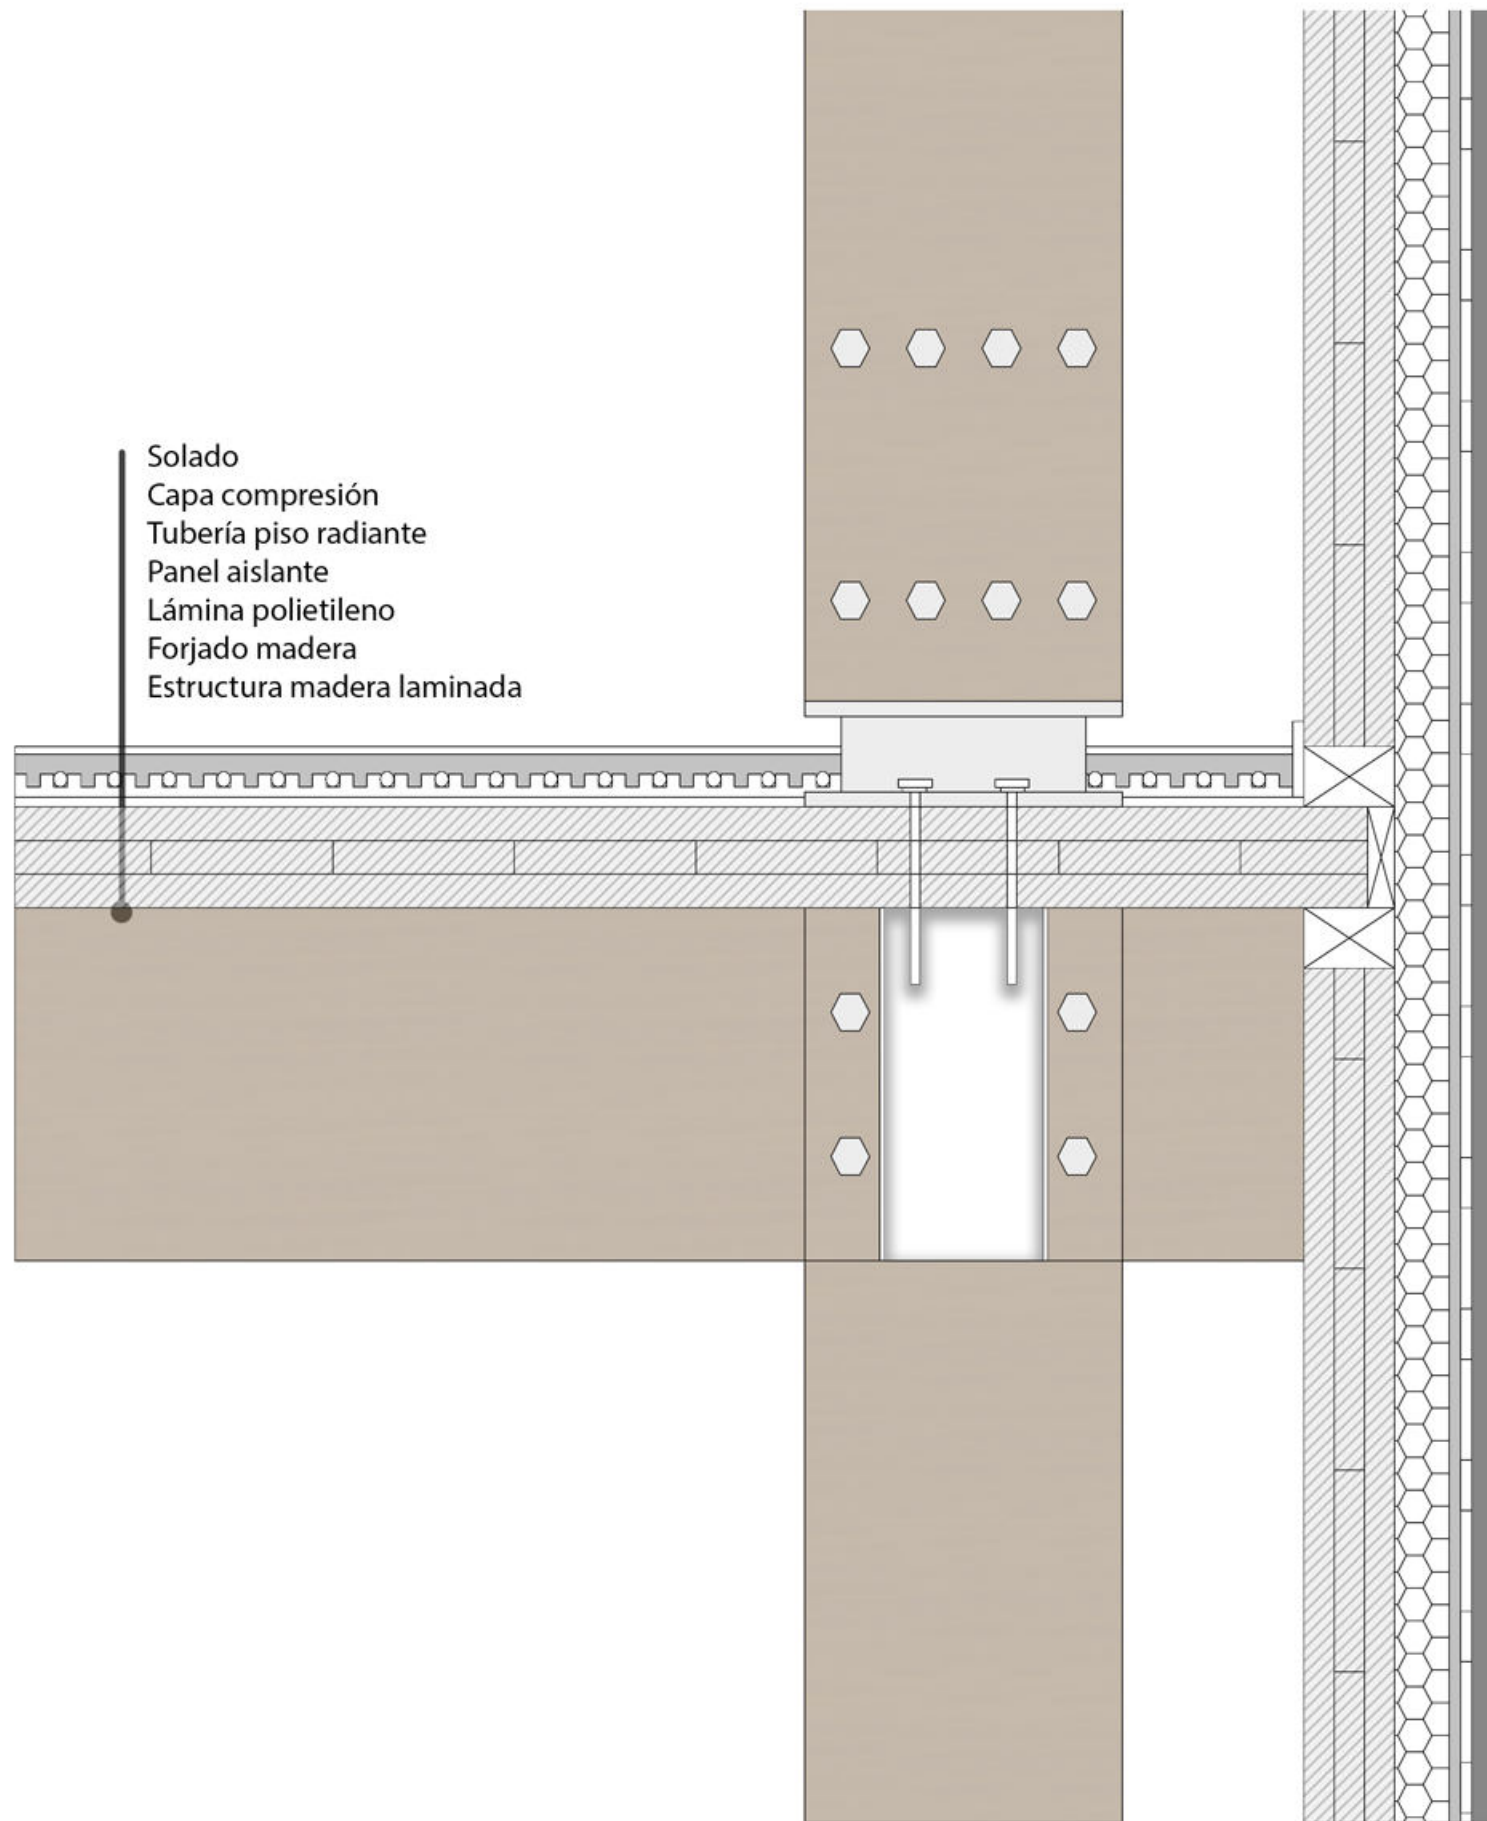 Solado
Capa compresión
Tubería piso radiante
Panel aislante
Lámina polietileno
Forjado madera
Estructura madera laminada